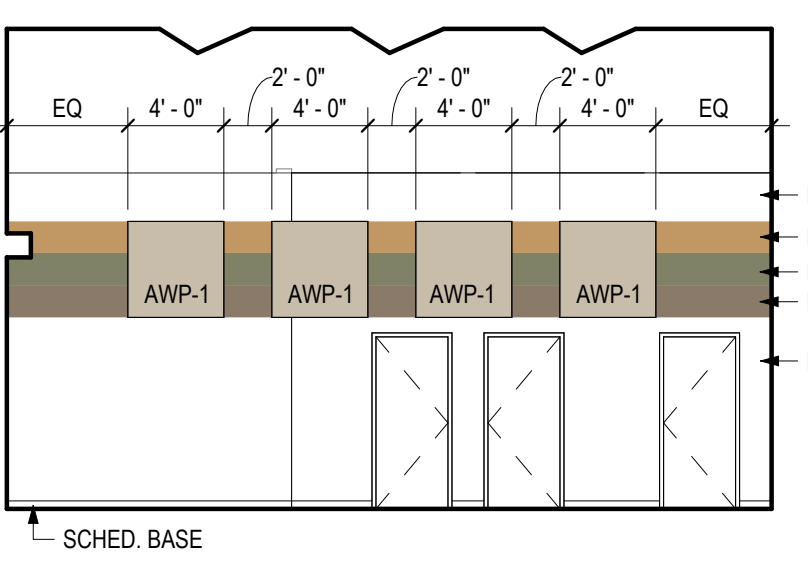 2' - 0" 2' - 0" 2' - 0"
EQ 4' - 0" 4' - 0" 4' - 0" 4' - 0" EQ
AWP-1 AWP-1 AWP-1 AWP-1
SCHED. BASE